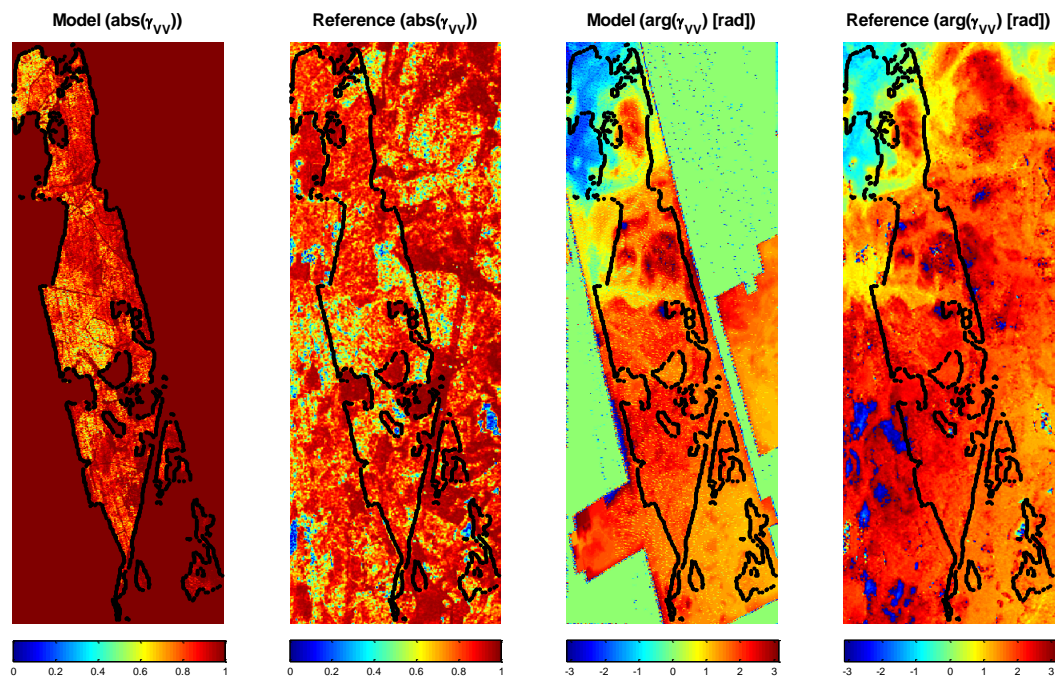 Model (abs(γVV)) Reference (abs(γVV)) Model (arg(γVV) [rad]) Reference (arg(γVV) [rad])
0 0.2 0.4 0.6 0.8 1 0 0.2 0.4 0.6 0.8 1 -3 -2 -1 0 1 2 3 -3 -2 -1 0 1 2 3